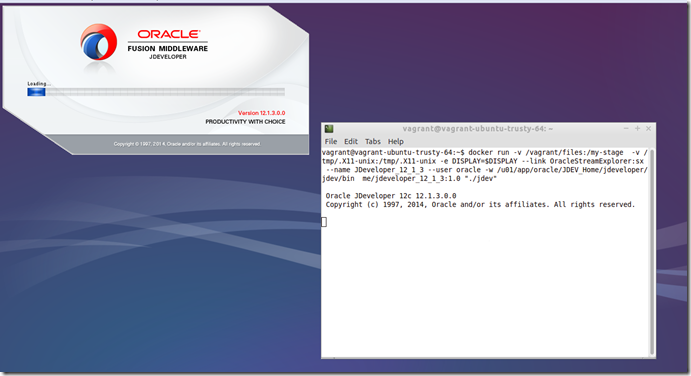 ORACLE
FUSION MIDDLEWARE
JDEVELOPER
Loading...
Version 12.1.3.0.0
PRODUCTIVITY WITH CHOICE
Copyright © 1997, 2014, Oracle and/or its affiliates. All rights reserved.
vagrant@vagrant-ubuntu-trusty-64: ~
File Edit Tabs Help
vagrant@vagrant-ubuntu-trusty-64:~$ docker run -v /vagrant/files:/my-stage -v /
tmp/.X11-unix:/tmp/.X11-unix -e DISPLAY=$DISPLAY --link OracleStreamExplorer:sx
--name JDeveloper_12_1_3 --user oracle -w /u01/app/oracle/JDEV_Home/jdeveloper/
jdev/bin me/jdeveloper_12_1_3:1.0 "./jdev"
Oracle JDeveloper 12c 12.1.3.0.0
Copyright (c) 1997, 2014, Oracle and/or its affiliates. All rights reserved.